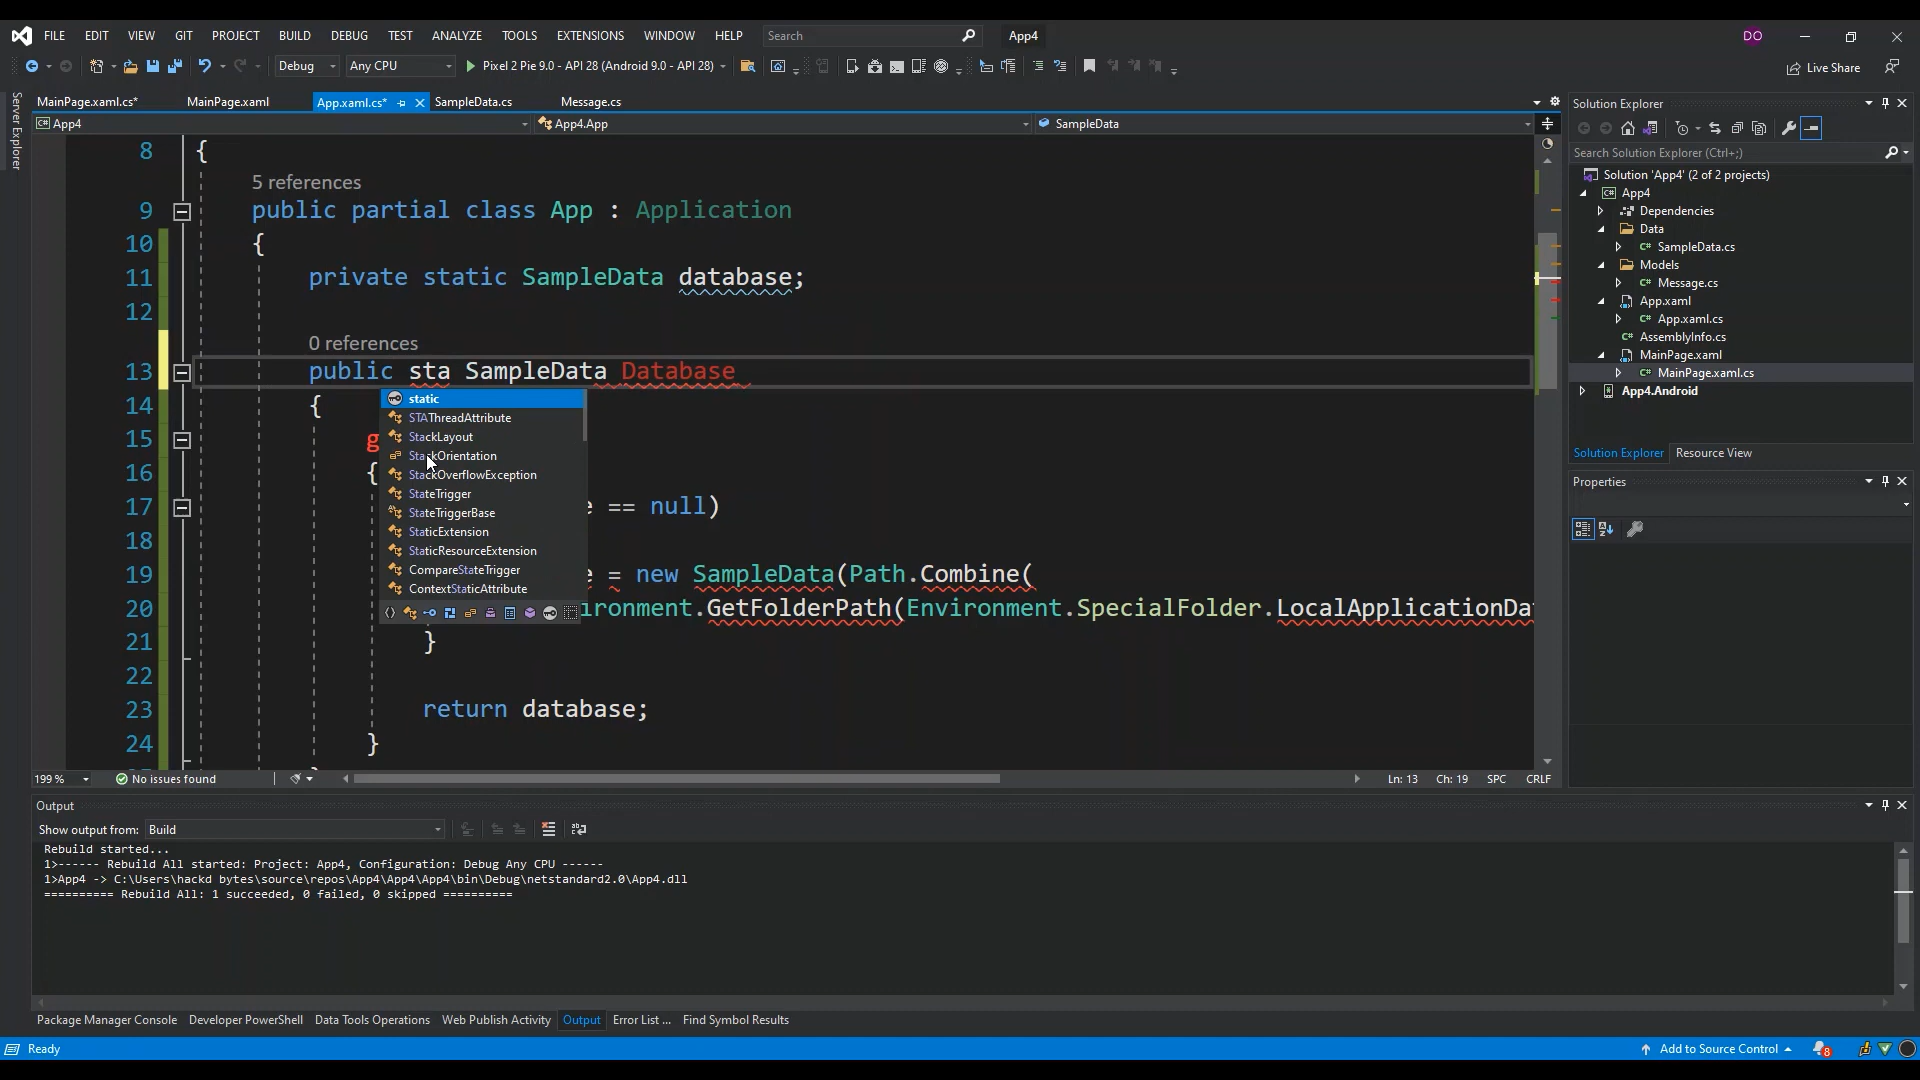 FILE EDIT VIEW GIT PROJECT BUILD DEBUG TEST ANALYZE TOOLS EXTENSIONS WINDOW HELP Search App4 DO
Debug Any CPU Pixel 2 Pie 9.0 - API 28 (Android 9.0 - API 28) Live Share
Server Explorer
MainPage.xaml.cs* MainPage.xaml App.xaml.cs* SampleData.cs Message.cs
App4 App4.App SampleData
8 {
5 references
9 public partial class App : Application
10 {
11 private static SampleData database;
12
0 references
13 public sta SampleData Database
14 {
15 g
16 {
17 e == null)
18
19 e = new SampleData(Path.Combine(
20 ironment.GetFolderPath(Environment.SpecialFolder.LocalApplicationDa
21 }
22
23 return database;
24 }
static
STAThreadAttribute
StackLayout
StackOrientation
StackOverflowException
StateTrigger
StateTriggerBase
StaticExtension
StaticResourceExtension
CompareStateTrigger
ContextStaticAttribute
199 % No issues found Ln: 13 Ch: 19 SPC CRLF
Solution Explorer
Search Solution Explorer (Ctrl+;)
Solution 'App4' (2 of 2 projects)
C# App4
Dependencies
Data
C# SampleData.cs
Models
C# Message.cs
App.xaml
C# App.xaml.cs
C# AssemblyInfo.cs
MainPage.xaml
C# MainPage.xaml.cs
App4.Android
Solution Explorer Resource View
Properties
Output
Show output from: Build
Rebuild started...
1>------ Rebuild All started: Project: App4, Configuration: Debug Any CPU ------
1>App4 -> C:\Users\hackd bytes\source\repos\App4\App4\App4\bin\Debug\netstandard2.0\App4.dll
========== Rebuild All: 1 succeeded, 0 failed, 0 skipped ==========
Package Manager Console Developer PowerShell Data Tools Operations Web Publish Activity Output Error List ... Find Symbol Results
Ready Add to Source Control 8